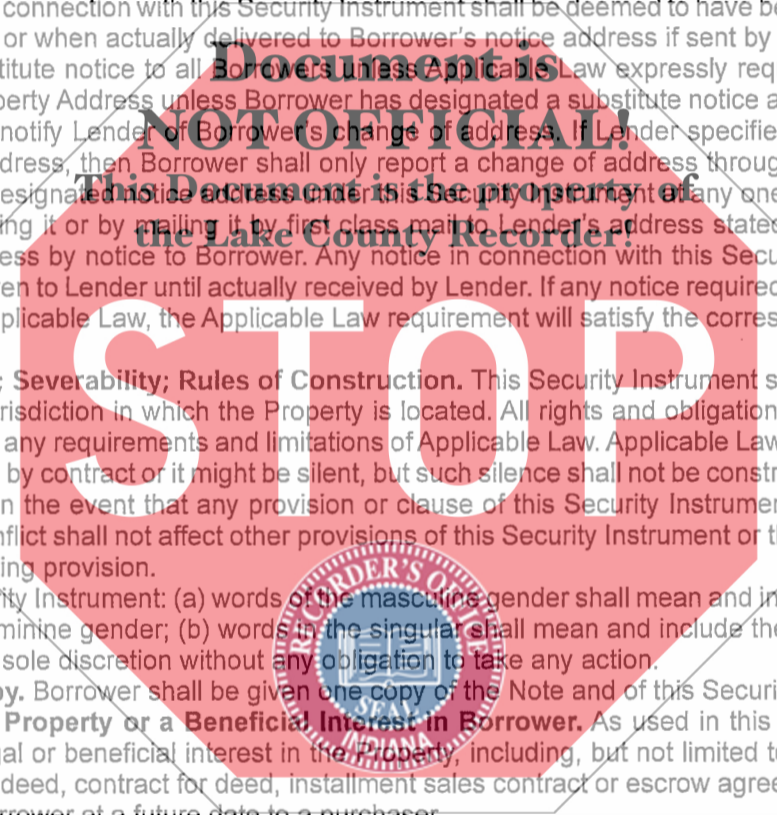 connection with this Security Instrument shall be deemed to have be
or when actually delivered to Borrower's notice address if sent by
titute notice to all Borrowers unless Applicable Law expressly req
Document is
perty Address unless Borrower has designated a substitute notice a
notify Lender of Borrower's change of address. If Lender specifie
NOT OFFICIAL!
dress, then Borrower shall only report a change of address throug
esignated notice address under this Security Instrument at any one
This Document is the property of
ing it or by mailing it by first class mail to Lender's address stated
the Lake County Recorder!
ess by notice to Borrower. Any notice in connection with this Secu
en to Lender until actually received by Lender. If any notice required
plicable Law, the Applicable Law requirement will satisfy the corres
STOP
; Severability; Rules of Construction. This Security Instrument s
risdiction in which the Property is located. All rights and obligation
any requirements and limitations of Applicable Law. Applicable Law
by contract or it might be silent, but such silence shall not be constr
n the event that any provision or clause of this Security Instrumen
nflict shall not affect other provisions of this Security Instrument or t
ing provision.
ity Instrument: (a) words of the masculine gender shall mean and in
minine gender; (b) words in the singular shall mean and include the
sole discretion without any obligation to take any action.
py. Borrower shall be given one copy of the Note and of this Securi
Property or a Beneficial Interest in Borrower. As used in this
gal or beneficial interest in the Property, including, but not limited t
deed, contract for deed, installment sales contract or escrow agree
rrower at a future date to a purchaser
RECORDER'S OFFICE
SEAL
INDIANA